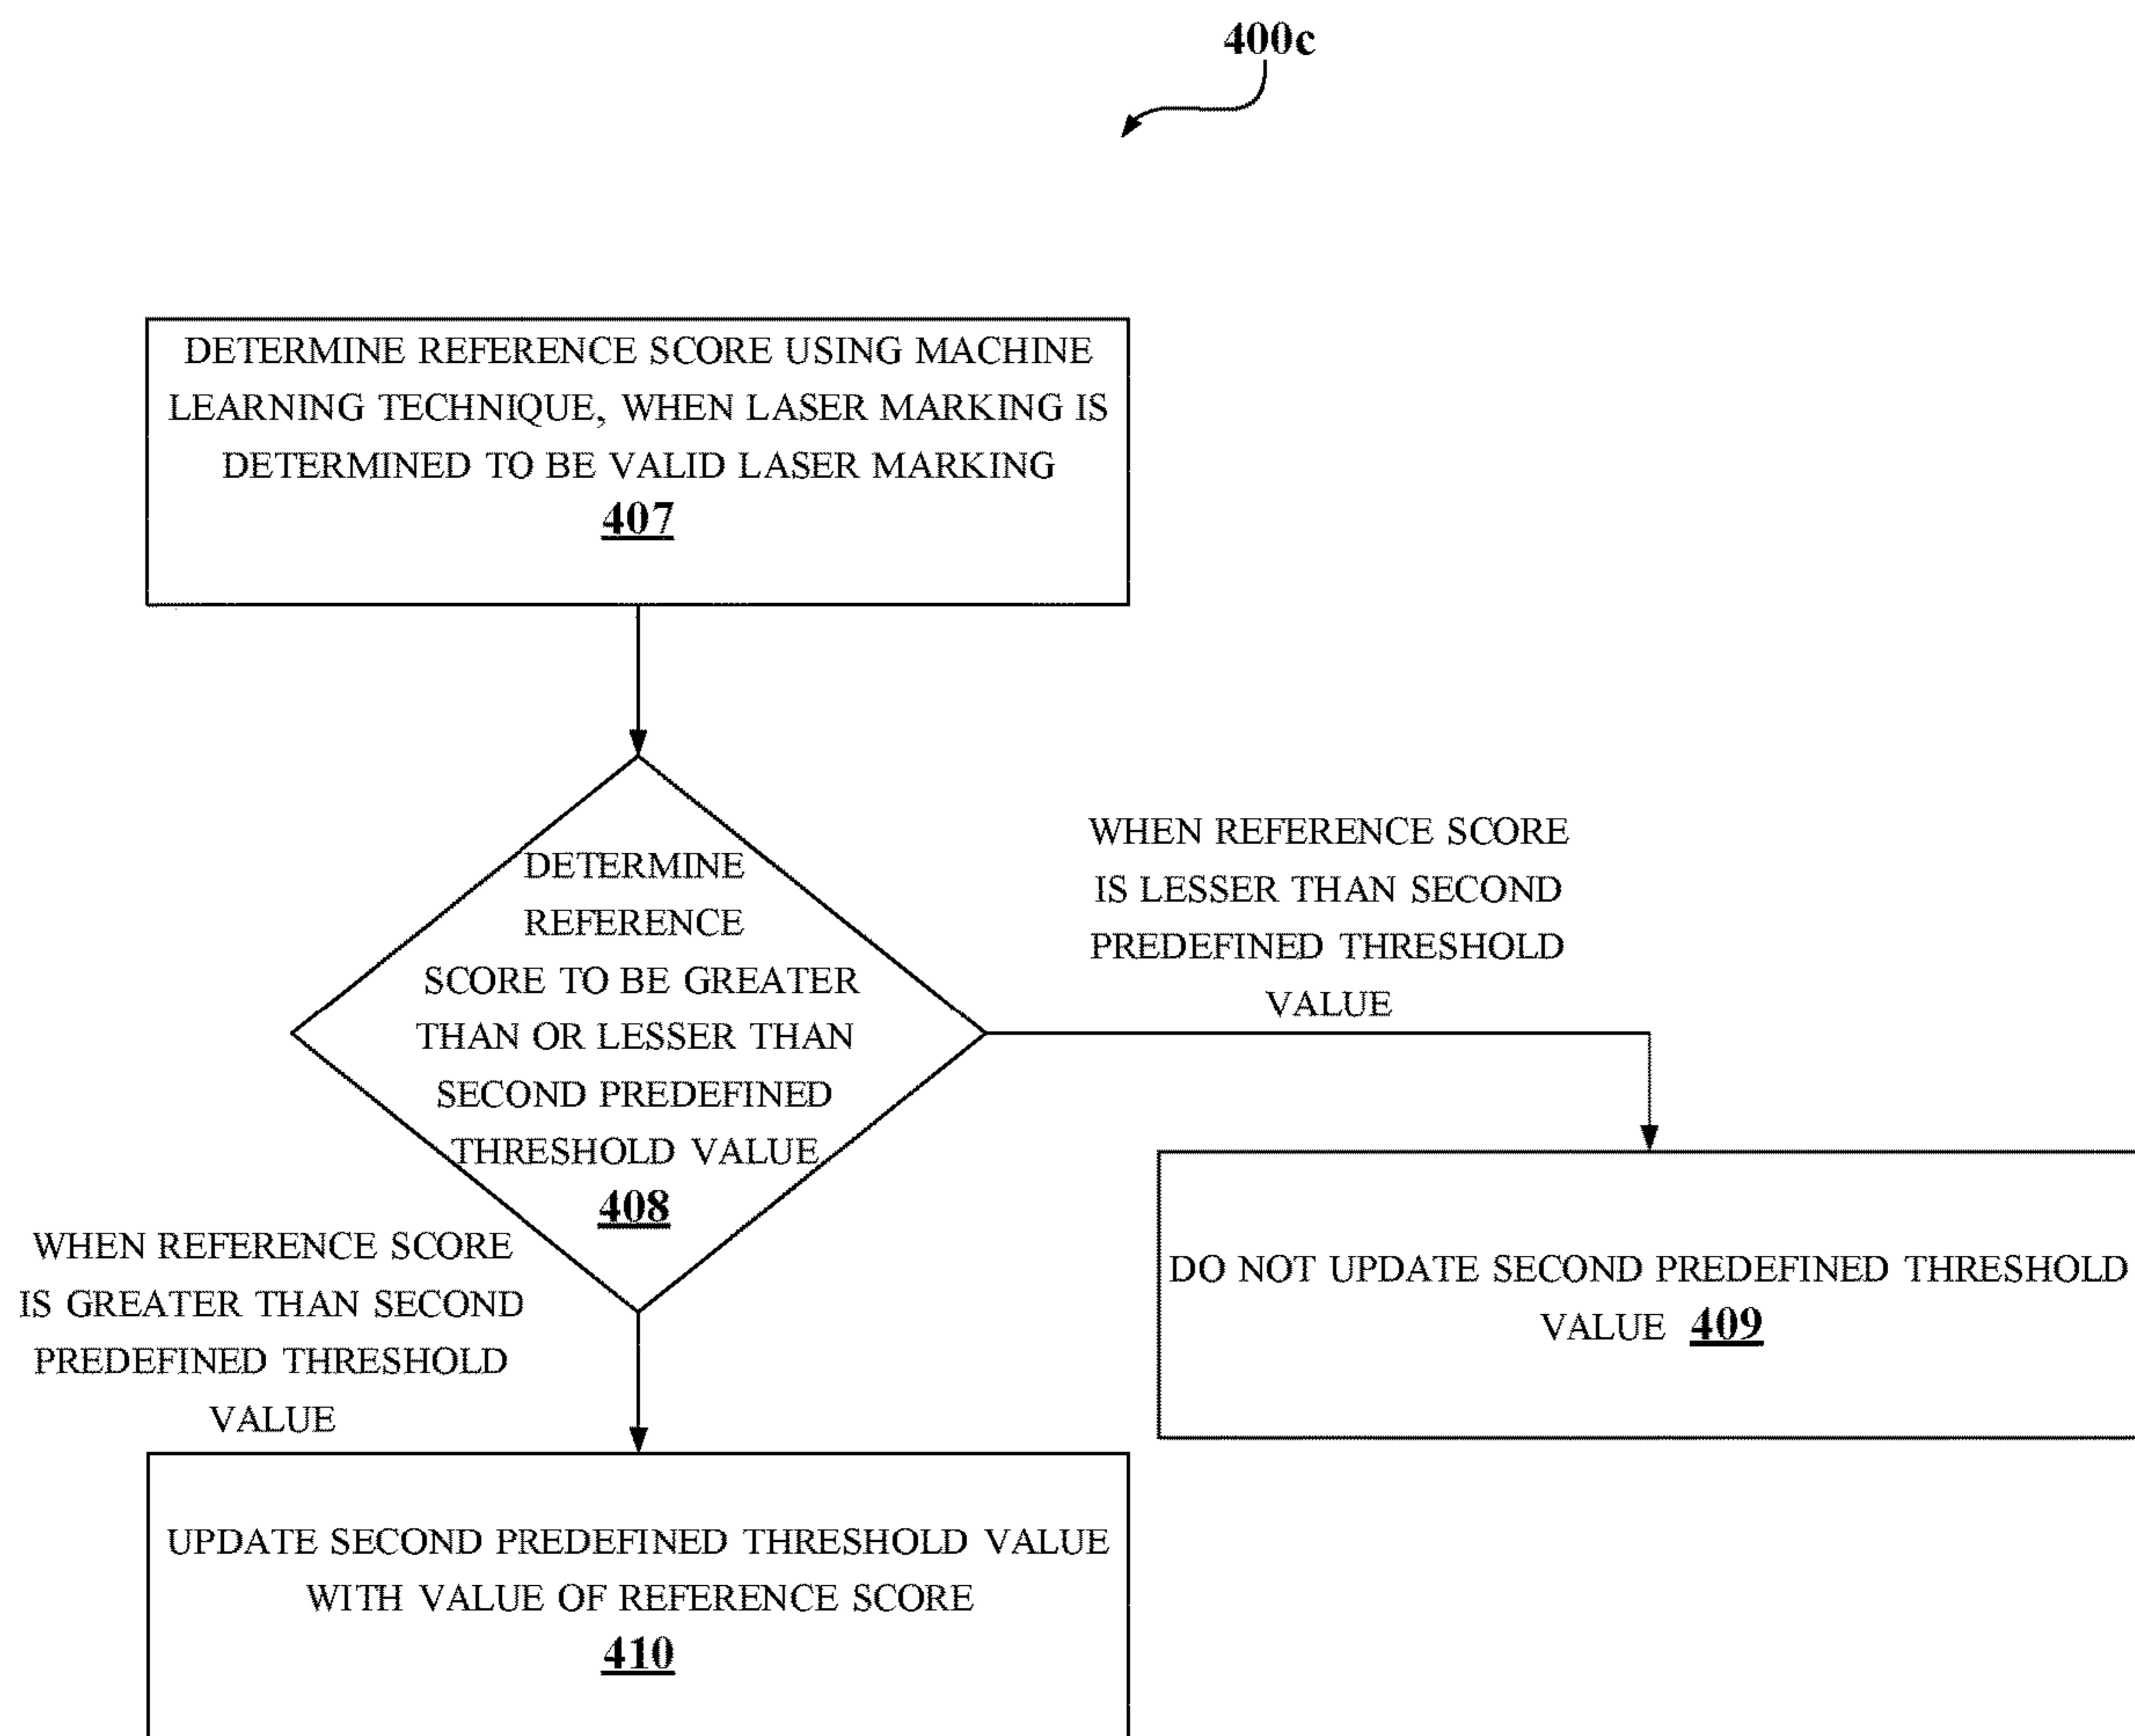 400c
DETERMINE REFERENCE SCORE USING MACHINE
LEARNING TECHNIQUE, WHEN LASER MARKING IS
DETERMINED TO BE VALID LASER MARKING
407
DETERMINE
REFERENCE
SCORE TO BE GREATER
THAN OR LESSER THAN
SECOND PREDEFINED
THRESHOLD VALUE
408
WHEN REFERENCE SCORE
IS LESSER THAN SECOND
PREDEFINED THRESHOLD
VALUE
DO NOT UPDATE SECOND PREDEFINED THRESHOLD
VALUE 409
WHEN REFERENCE SCORE
IS GREATER THAN SECOND
PREDEFINED THRESHOLD
VALUE
UPDATE SECOND PREDEFINED THRESHOLD VALUE
WITH VALUE OF REFERENCE SCORE
410